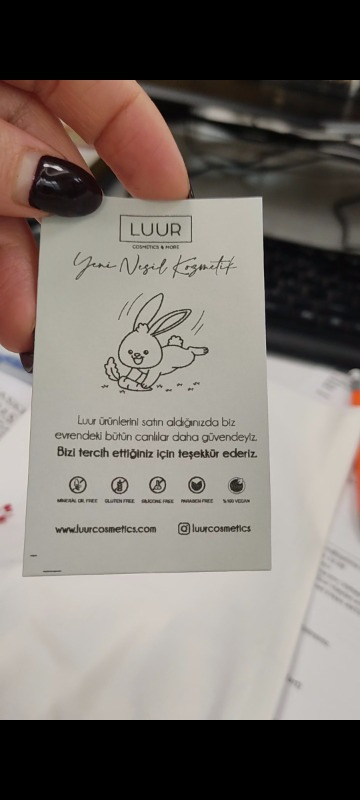 LUUR
COSMETICS & MORE
Yeni Nesil Kozmetik
Luur ürünlerini satın aldığınızda biz
evrendeki bütün canlılar daha güvendeyiz.
Bizi tercih ettiğiniz için teşekkür ederiz.
MINERAL OIL FREE GLUTEN FREE SILICONE FREE PARABEN FREE %100 VEGAN
www.luurcosmetics.com luurcosmetics